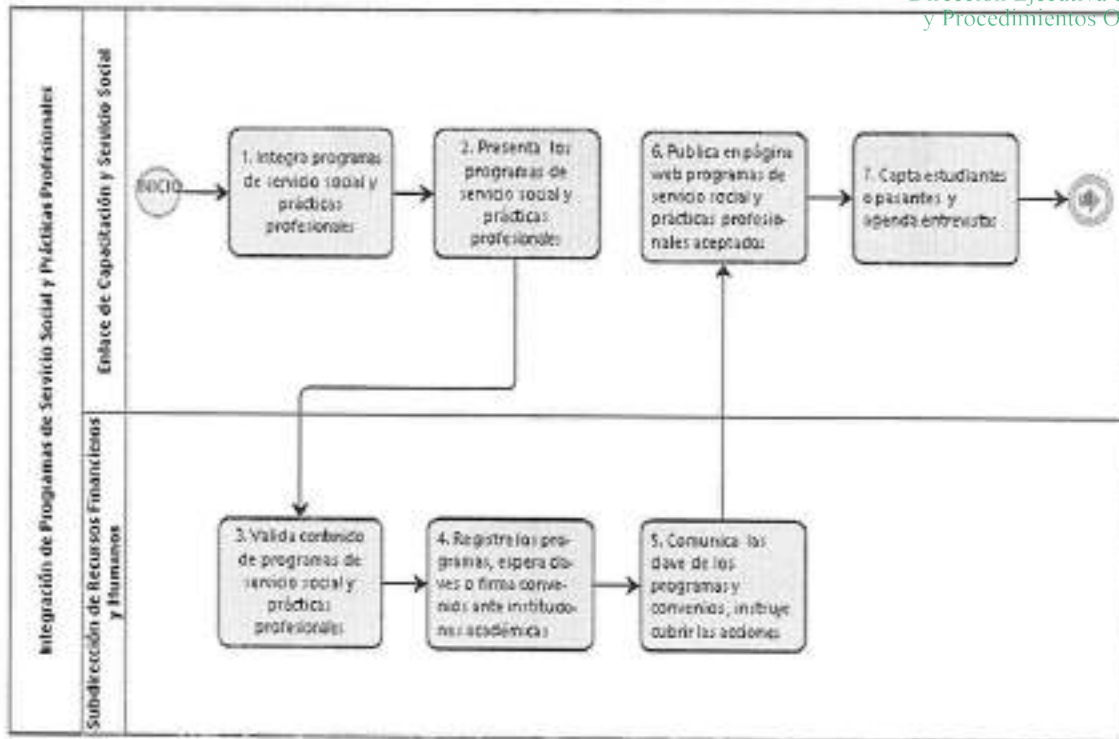 y Procedimientos O
Integración de Programas de Servicio Social y Prácticas Profesionales
Enlace de Capacitación y Servicio Social
INICIO
1. Integra programas
de servicio social y
prácticas
profesionales
2. Presenta los
programas de
servicio social y
prácticas
profesionales
6. Publica en página
web programas de
servicio social y
prácticas profesio-
nales aceptados
7. Capta estudiantes
o pasantes y
agenda entrevistas
Subdirección de Recursos Financieros
y Humanos
3. Valida contenido
de programas de
servicio social y
prácticas
profesionales
4. Registra los pro-
gramas, espera cla-
ves o firma conve-
nios ante institucio-
nes académicas
5. Comunica las
clave de los
programas y
convenios, instruye
cubrir las acciones